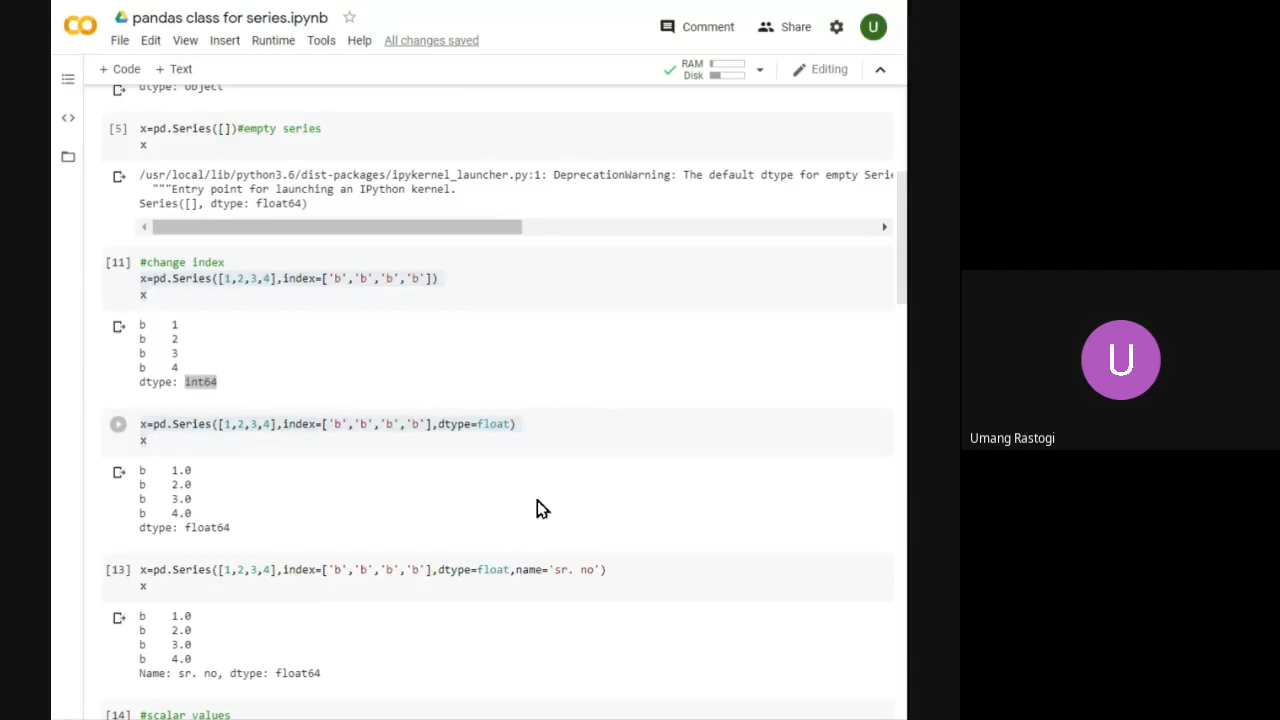 pandas class for series.ipynb
Comment
Share
U
File Edit View Insert Runtime Tools Help All changes saved
+ Code + Text
RAM
Disk
Editing
dtype: object
[5] x=pd.Series([])#empty series
x
/usr/local/lib/python3.6/dist-packages/ipykernel_launcher.py:1: DeprecationWarning: The default dtype for empty Serie
"""Entry point for launching an IPython kernel.
Series([], dtype: float64)
[11] #change index
x=pd.Series([1,2,3,4],index=['b','b','b','b'])
x
b 1
b 2
b 3
b 4
dtype: int64
x=pd.Series([1,2,3,4],index=['b','b','b','b'],dtype=float)
x
b 1.0
b 2.0
b 3.0
b 4.0
dtype: float64
[13] x=pd.Series([1,2,3,4],index=['b','b','b','b'],dtype=float,name='sr. no')
x
b 1.0
b 2.0
b 3.0
b 4.0
Name: sr. no, dtype: float64
[14] #scalar values
U
Umang Rastogi